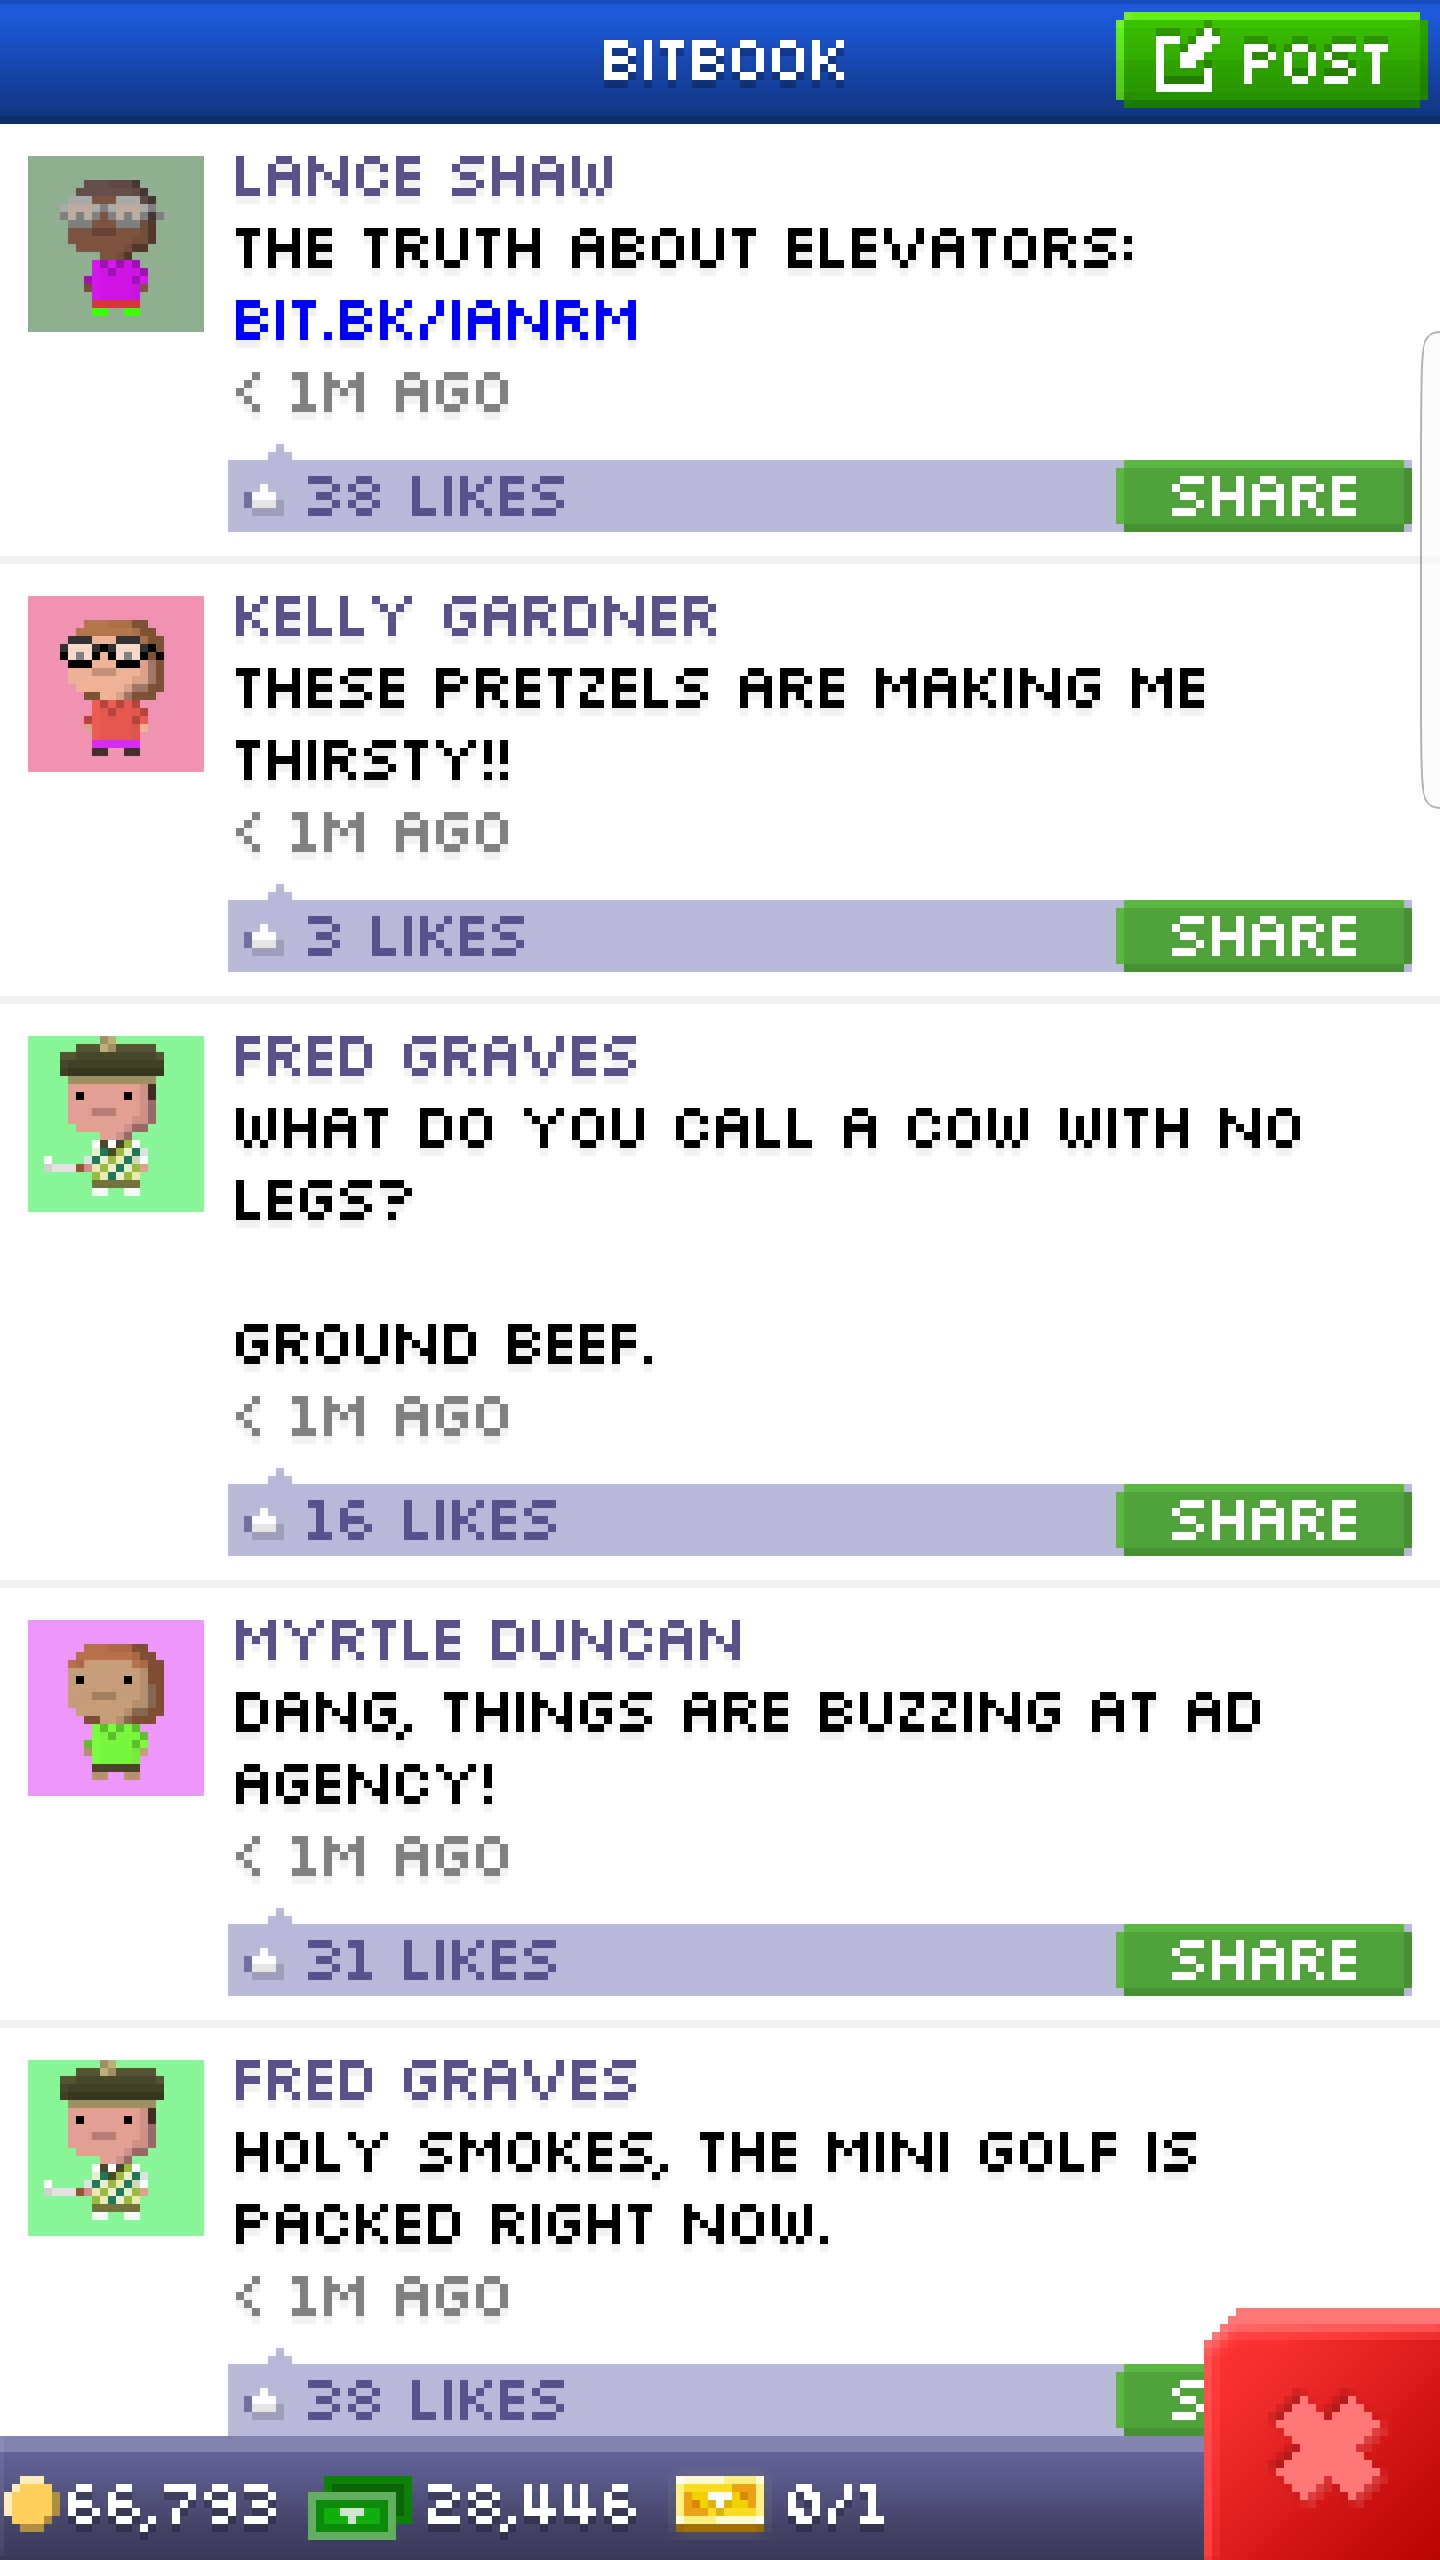 BITBOOK
POST
LANCE SHAW
THE TRUTH ABOUT ELEVATORS:
BIT.BK/IANRM
< 1M AGO
38 LIKES
SHARE
KELLY GARDNER
THESE PRETZELS ARE MAKING ME
THIRSTY!!
< 1M AGO
3 LIKES
SHARE
FRED GRAVES
WHAT DO YOU CALL A COW WITH NO
LEGS?
GROUND BEEF.
< 1M AGO
16 LIKES
SHARE
MYRTLE DUNCAN
DANG, THINGS ARE BUZZING AT AD
AGENCY!
< 1M AGO
31 LIKES
SHARE
FRED GRAVES
HOLY SMOKES, THE MINI GOLF IS
PACKED RIGHT NOW.
< 1M AGO
38 LIKES
S
66,793
28,446
0/1